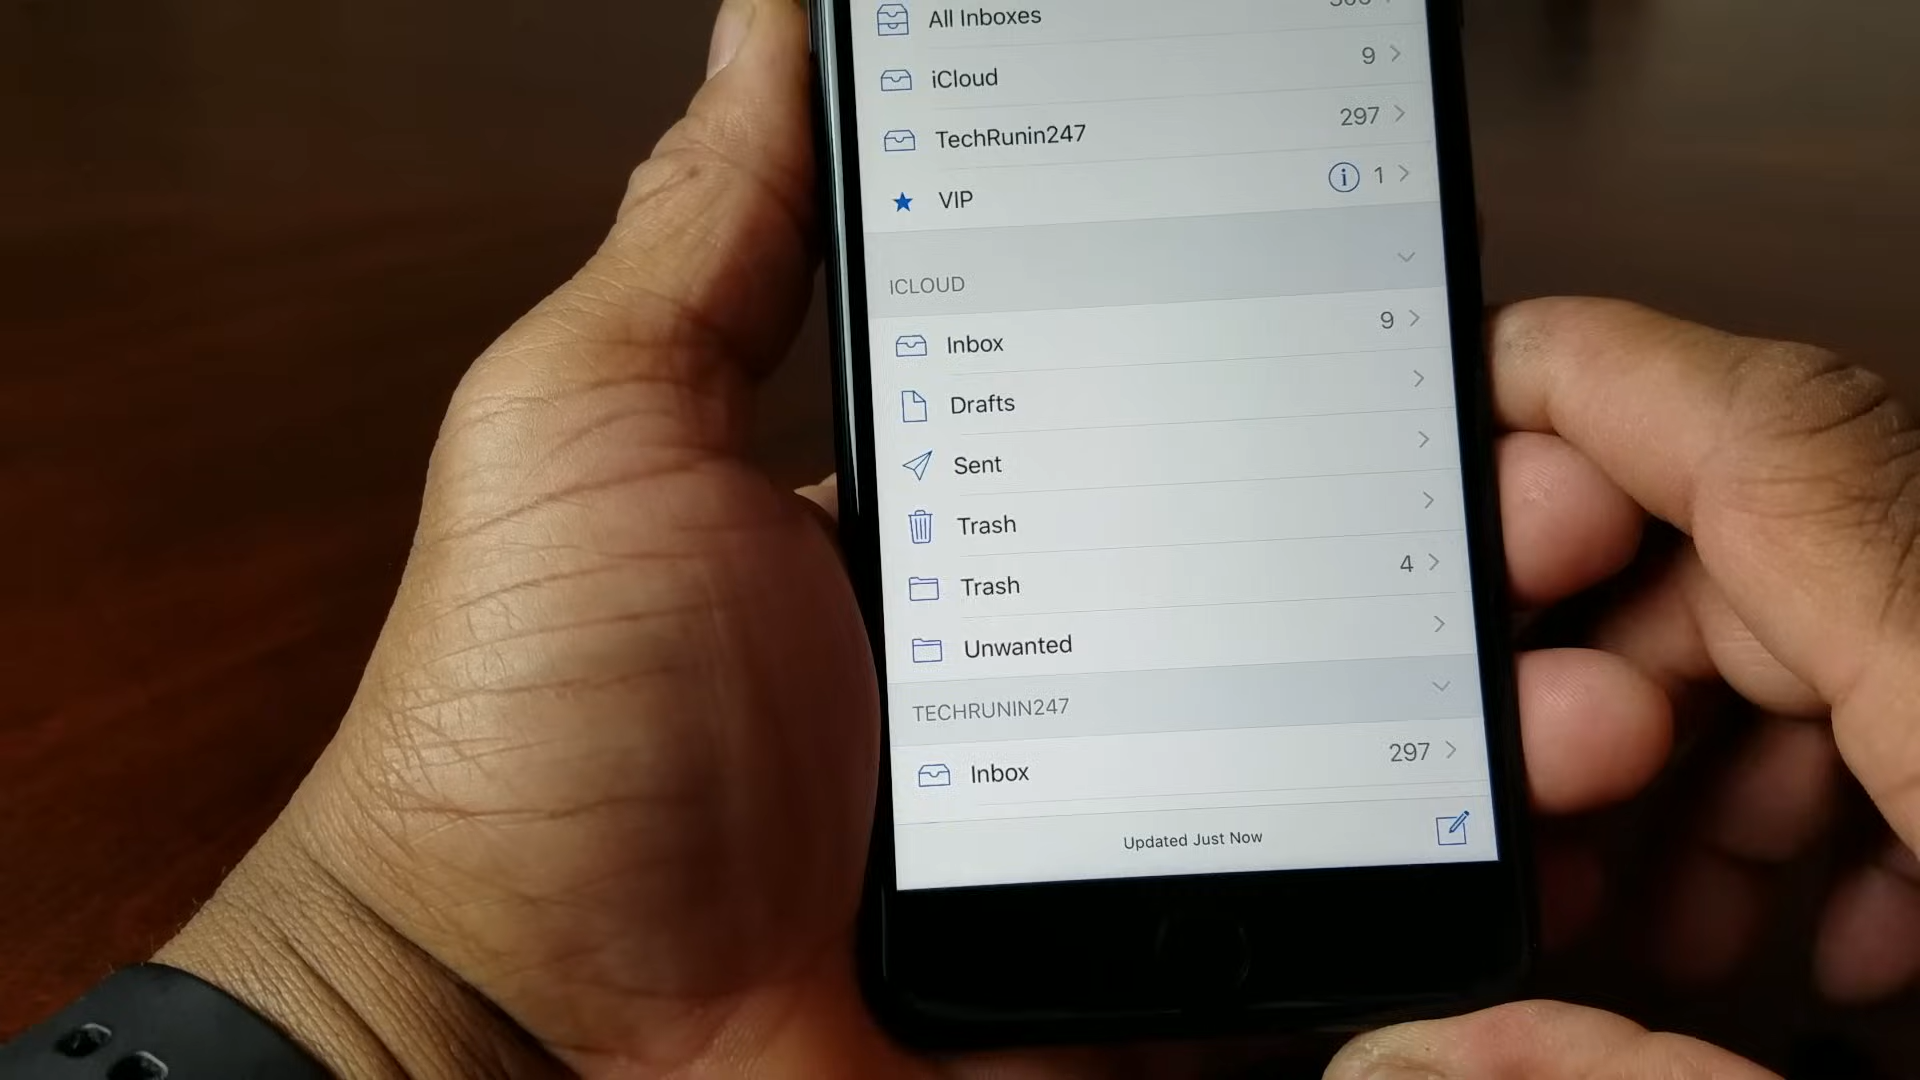 All Inboxes
iCloud 9
TechRunin247 297
VIP 1
ICLOUD
Inbox 9
Drafts
Sent
Trash
Trash 4
Unwanted
TECHRUNIN247
Inbox 297
Updated Just Now